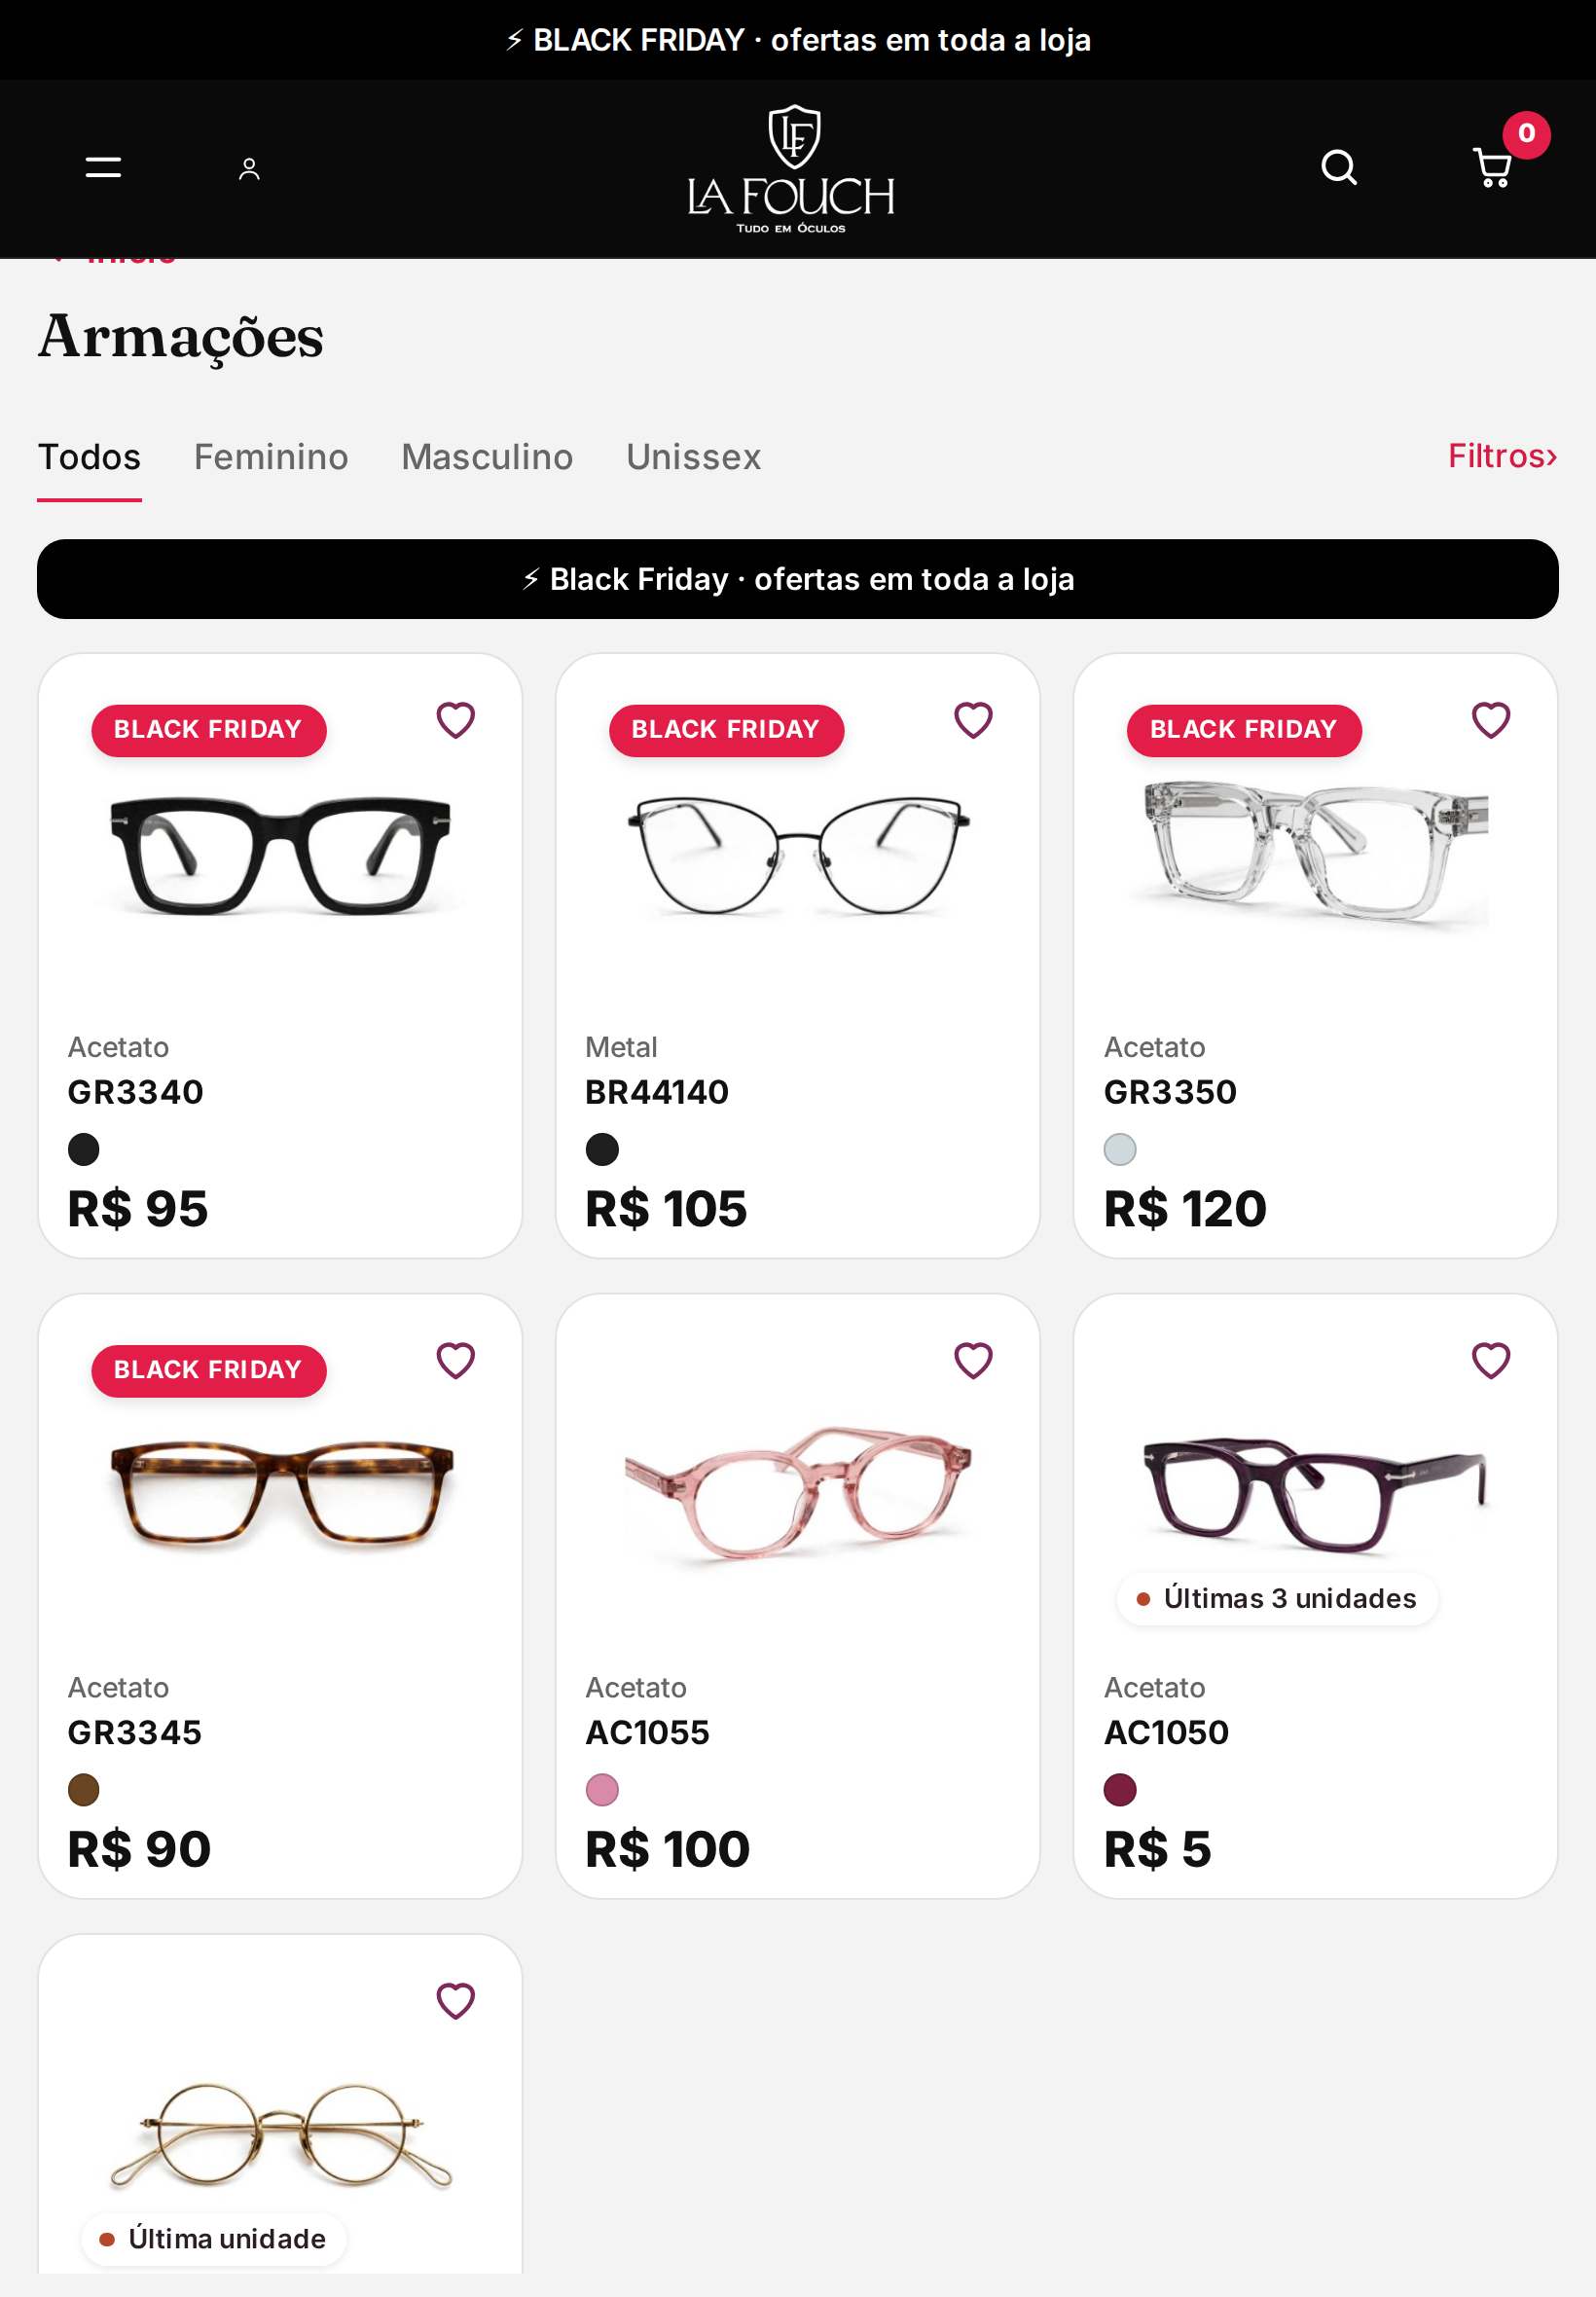 ⚡ BLACK FRIDAY · ofertas em toda a loja
LF
LA FOUCH
TUDO EM ÓCULOS
0
Armações
Todos Feminino Masculino Unissex Filtros›
⚡ Black Friday · ofertas em toda a loja
BLACK FRIDAY
BLACK FRIDAY
BLACK FRIDAY
Acetato
GR3340
R$ 95
Metal
BR44140
R$ 105
Acetato
GR3350
R$ 120
BLACK FRIDAY
Acetato
GR3345
R$ 90
Acetato
AC1055
R$ 100
Últimas 3 unidades
Acetato
AC1050
R$ 5
Última unidade